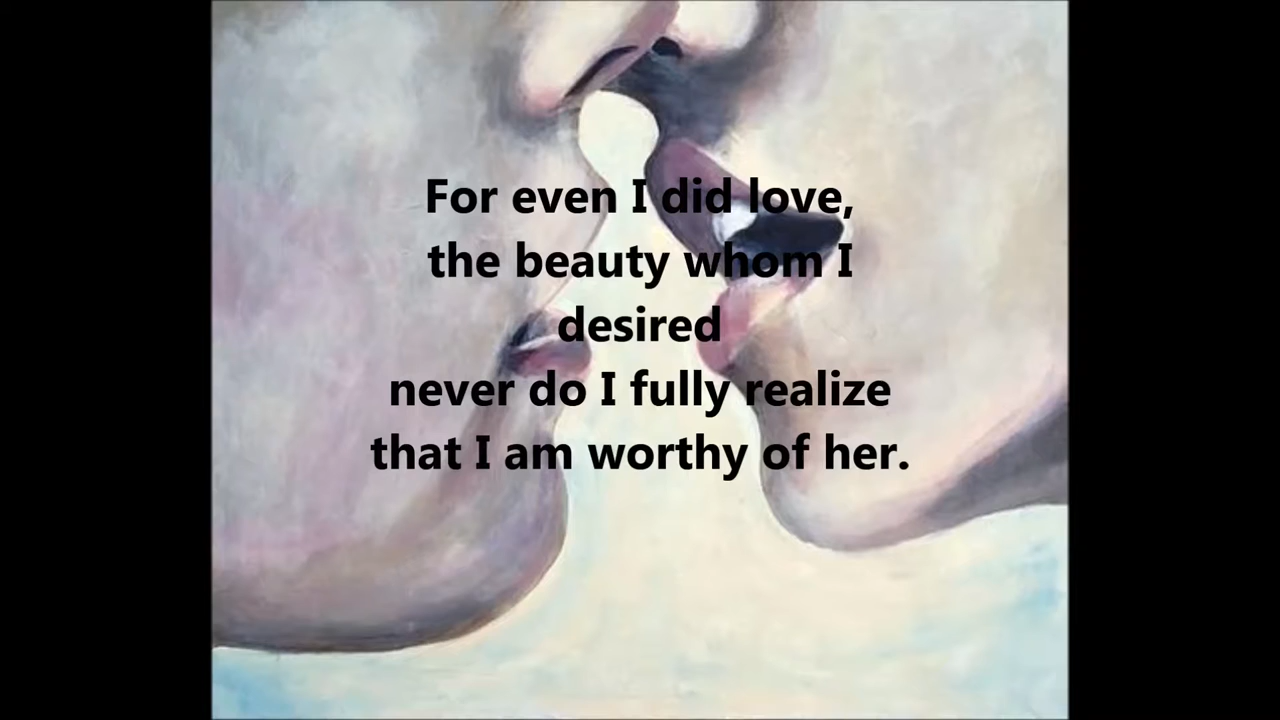 For even I did love,
the beauty whom I
desired
never do I fully realize
that I am worthy of her.